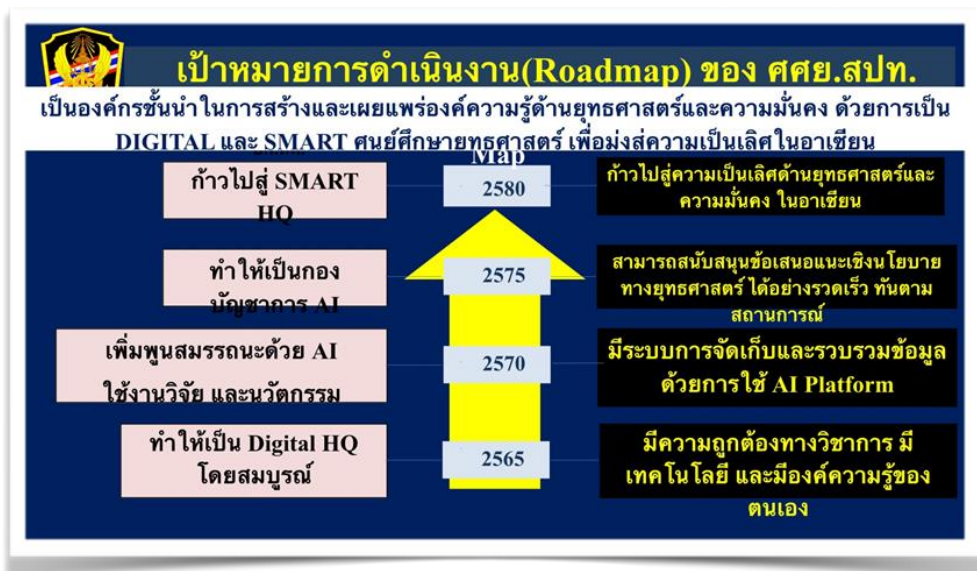 เป้าหมายการดำเนินงาน(Roadmap) ของ ศศย.สปท.
เป็นองค์กรชั้นนำในการสร้างและเผยแพร่องค์ความรู้ด้านยุทธศาสตร์และความมั่นคง ด้วยการเป็น
DIGITAL และ SMART ศูนย์ศึกษายุทธศาสตร์ เพื่อมุ่งสู่ความเป็นเลิศในอาเซียน
Map
ก้าวไปสู่ SMART
HQ
2580
ก้าวไปสู่ความเป็นเลิศด้านยุทธศาสตร์และ
ความมั่นคง ในอาเซียน
ทำให้เป็นกอง
บัญชาการ AI
2575
สามารถสนับสนุนข้อเสนอแนะเชิงนโยบาย
ทางยุทธศาสตร์ ได้อย่างรวดเร็ว ทันตาม
สถานการณ์
เพิ่มพูนสมรรถนะด้วย AI
ใช้งานวิจัย และนวัตกรรม
2570
มีระบบการจัดเก็บและรวบรวมข้อมูล
ด้วยการใช้ AI Platform
ทำให้เป็น Digital HQ
โดยสมบูรณ์
2565
มีความถูกต้องทางวิชาการ มี
เทคโนโลยี และมีองค์ความรู้ของ
ตนเอง